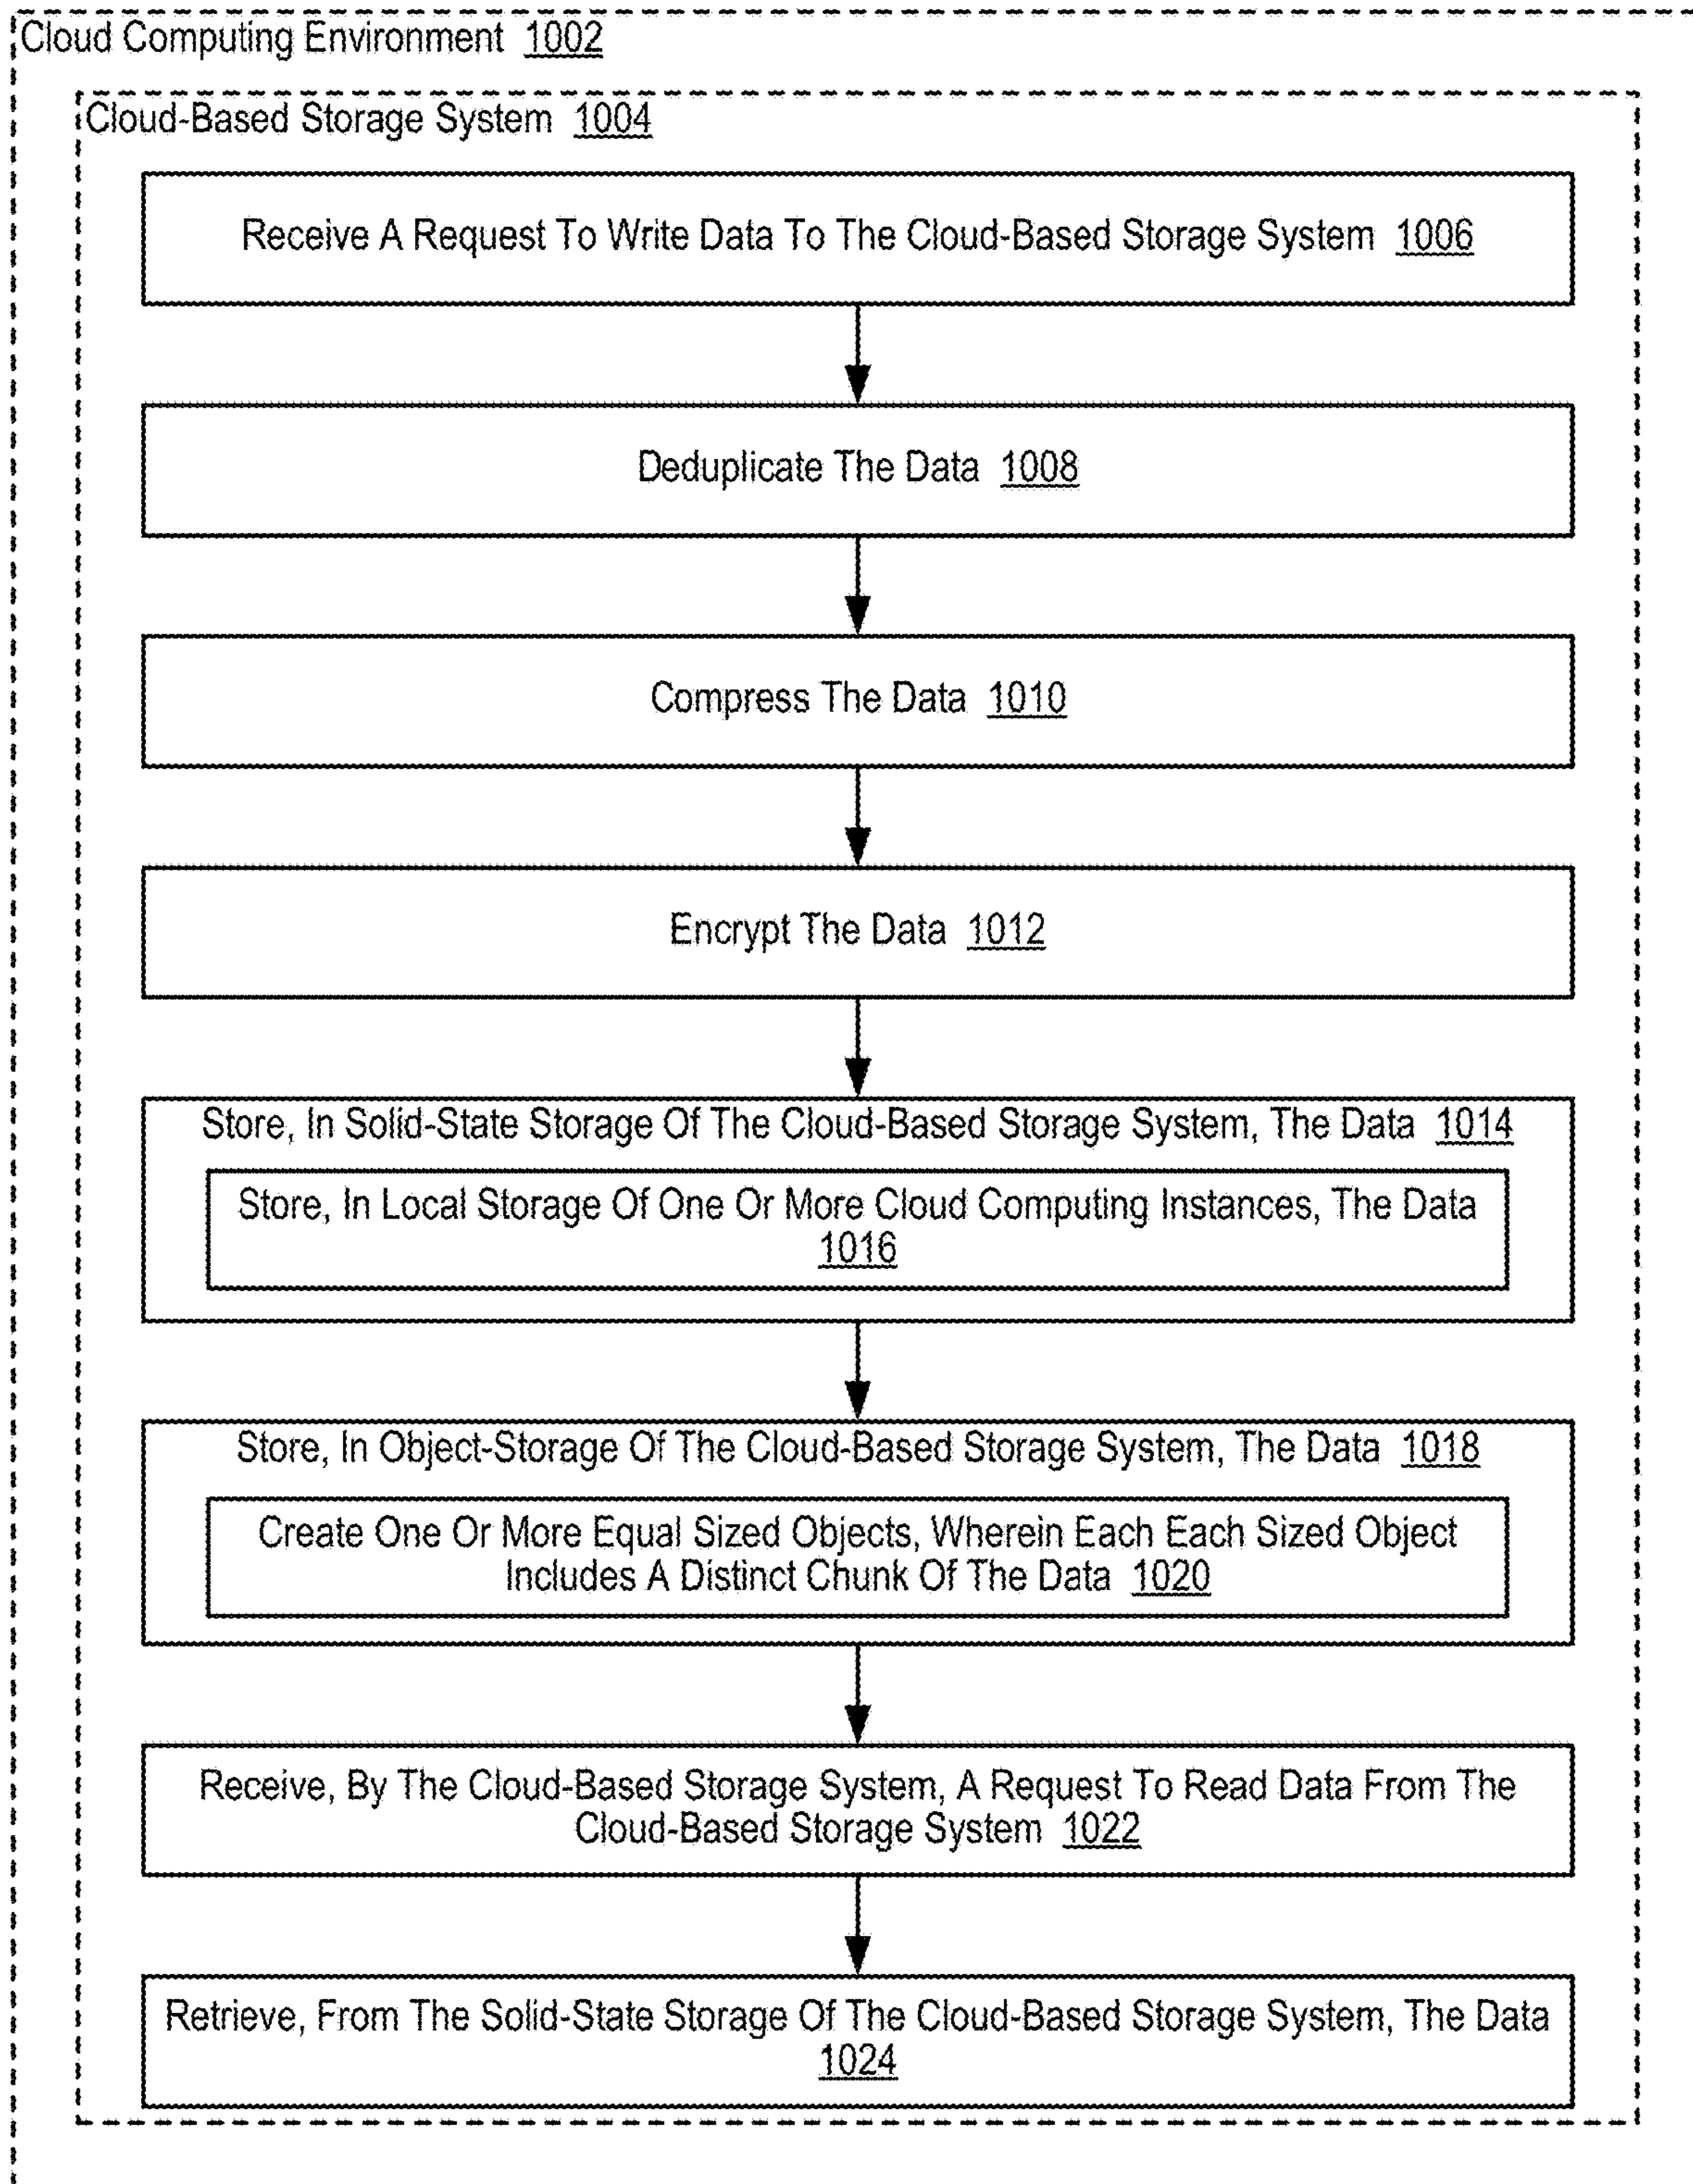 Cloud Computing Environment 1002
Cloud-Based Storage System 1004
Receive A Request To Write Data To The Cloud-Based Storage System 1006
Deduplicate The Data 1008
Compress The Data 1010
Encrypt The Data 1012
Store, In Solid-State Storage Of The Cloud-Based Storage System, The Data 1014
Store, In Local Storage Of One Or More Cloud Computing Instances, The Data
1016
Store, In Object-Storage Of The Cloud-Based Storage System, The Data 1018
Create One Or More Equal Sized Objects, Wherein Each Each Sized Object
Includes A Distinct Chunk Of The Data 1020
Receive, By The Cloud-Based Storage System, A Request To Read Data From The
Cloud-Based Storage System 1022
Retrieve, From The Solid-State Storage Of The Cloud-Based Storage System, The Data
1024